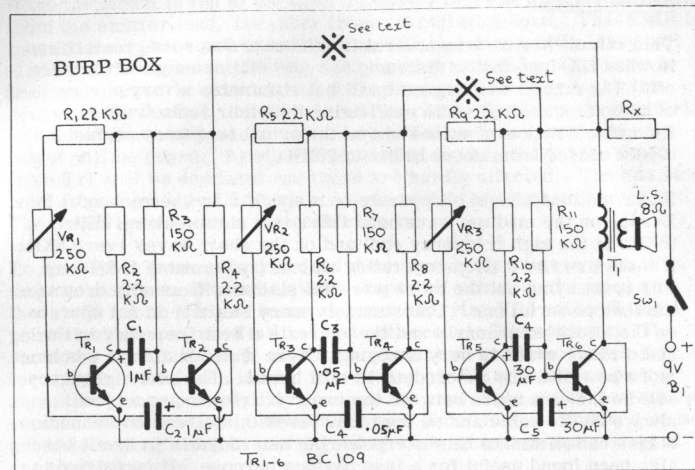 See text
BURP BOX
See text
R1 22 KΩ
R5 22 KΩ
R9 22 KΩ
Rx
L.S.
8Ω
VR1
250
KΩ
R3
150
KΩ
R2
2·2
KΩ
VR2
250
KΩ
R4
2·2
KΩ
R7
150
KΩ
R6
2·2
KΩ
VR3
250
KΩ
R8
2·2
KΩ
R11
150
KΩ
R10
2·2
KΩ
T1
SW1
C1
+
1μF
C3
·05
μF
C4
+
30
μF
TR1
b c e
TR2
b c e
TR3
b c e
TR4
b c e
TR5
b c e
TR6
b c e
+
9V
B1
-
C2 1μF
+
·05μF
C5
+
30μF
TR1-6 BC 109